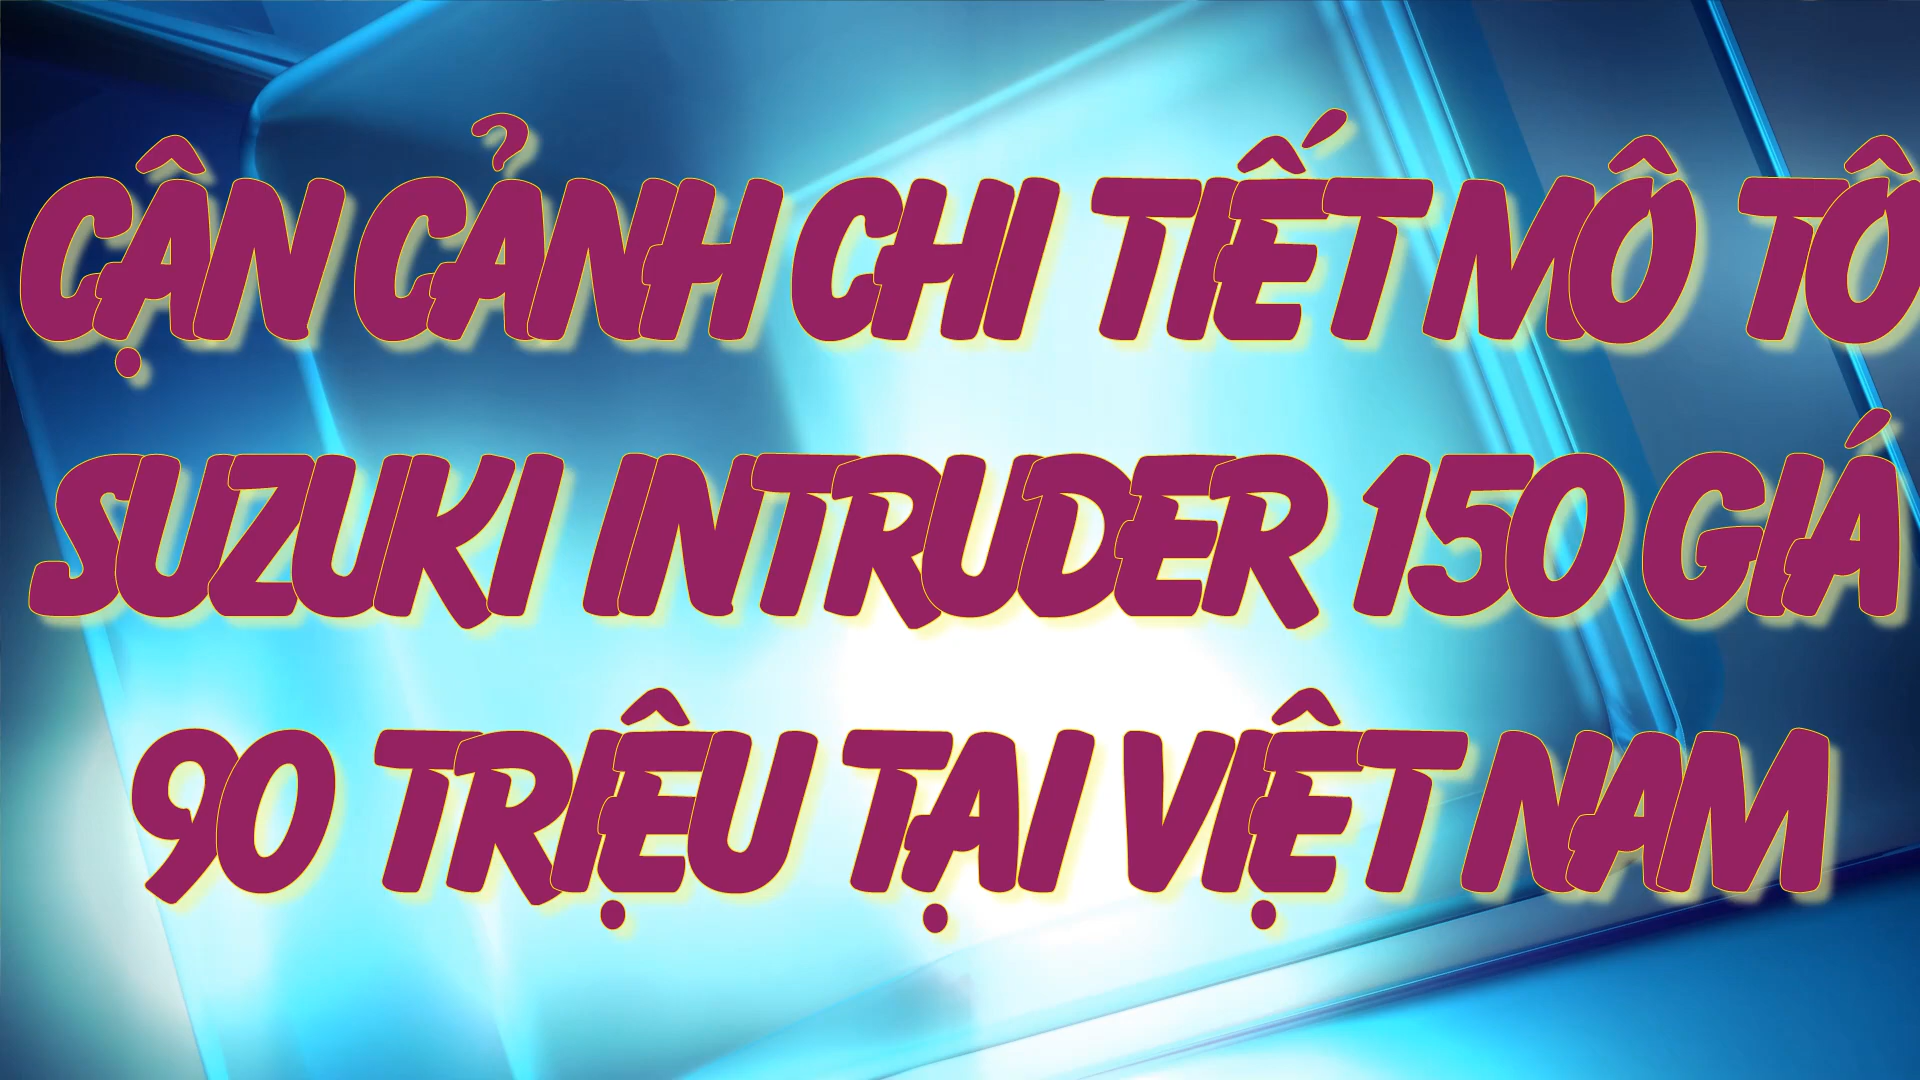 CẬN CẢNH CHI TIẾT MÔ TÔ
SUZUKI INTRUDER 150 GIÁ
90 TRIỆU TẠI VIỆT NAM